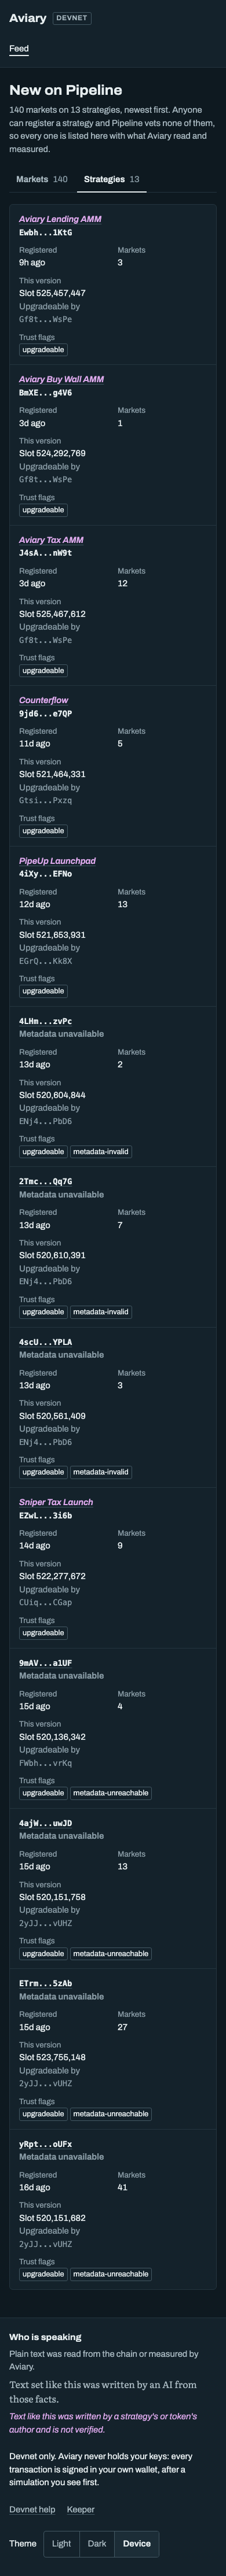 Aviary DEVNET
Feed
New on Pipeline
140 markets on 13 strategies, newest first. Anyone
can register a strategy and Pipeline vets none of them,
so every one is listed here with what Aviary read and
measured.
Markets 140 Strategies 13
Aviary Lending AMM
Ewbh...1KtG
Registered Markets
9h ago 3
This version
Slot 525,457,447
Upgradeable by
Gf8t...WsPe
Trust flags
upgradeable
Aviary Buy Wall AMM
BmXE...g4V6
Registered Markets
3d ago 1
This version
Slot 524,292,769
Upgradeable by
Gf8t...WsPe
Trust flags
upgradeable
Aviary Tax AMM
J4sA...nW9t
Registered Markets
3d ago 12
This version
Slot 525,467,612
Upgradeable by
Gf8t...WsPe
Trust flags
upgradeable
Counterflow
9jd6...e7QP
Registered Markets
11d ago 5
This version
Slot 521,464,331
Upgradeable by
Gtsi...Pxzq
Trust flags
upgradeable
PipeUp Launchpad
4iXy...EFNo
Registered Markets
12d ago 13
This version
Slot 521,653,931
Upgradeable by
EGrQ...Kk8X
Trust flags
upgradeable
4LHm...zvPc
Metadata unavailable
Registered Markets
13d ago 2
This version
Slot 520,604,844
Upgradeable by
ENj4...PbD6
Trust flags
upgradeable metadata-invalid
2Tmc...Qq7G
Metadata unavailable
Registered Markets
13d ago 7
This version
Slot 520,610,391
Upgradeable by
ENj4...PbD6
Trust flags
upgradeable metadata-invalid
4scU...YPLA
Metadata unavailable
Registered Markets
13d ago 3
This version
Slot 520,561,409
Upgradeable by
ENj4...PbD6
Trust flags
upgradeable metadata-invalid
Sniper Tax Launch
EZwL...3i6b
Registered Markets
14d ago 9
This version
Slot 522,277,672
Upgradeable by
CUiq...CGap
Trust flags
upgradeable
9mAV...a1UF
Metadata unavailable
Registered Markets
15d ago 4
This version
Slot 520,136,342
Upgradeable by
FWbh...vrKq
Trust flags
upgradeable metadata-unreachable
4ajW...uwJD
Metadata unavailable
Registered Markets
15d ago 13
This version
Slot 520,151,758
Upgradeable by
2yJJ...vUHZ
Trust flags
upgradeable metadata-unreachable
ETrm...5zAb
Metadata unavailable
Registered Markets
15d ago 27
This version
Slot 523,755,148
Upgradeable by
2yJJ...vUHZ
Trust flags
upgradeable metadata-unreachable
yRpt...oUFx
Metadata unavailable
Registered Markets
16d ago 41
This version
Slot 520,151,682
Upgradeable by
2yJJ...vUHZ
Trust flags
upgradeable metadata-unreachable
Who is speaking
Plain text was read from the chain or measured by
Aviary.
Text set like this was written by an AI from
those facts.
Text like this was written by a strategy's or token's
author and is not verified.
Devnet only. Aviary never holds your keys: every
transaction is signed in your own wallet, after a
simulation you see first.
Devnet help Keeper
Theme Light Dark Device